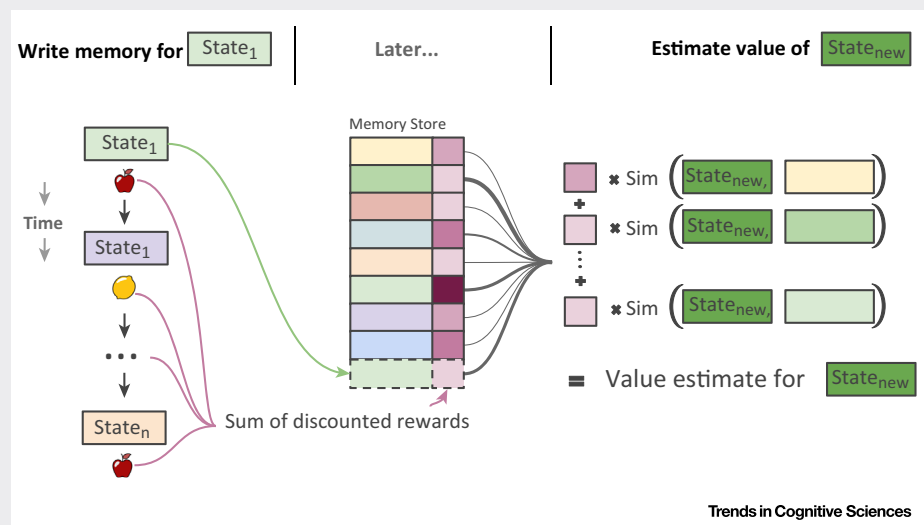 Write memory for State₁
Later...
Estimate value of Stateₙₑw
Memory Store
State₁
Time
State₁
...
Stateₙ
Sum of discounted rewards
× Sim (Stateₙₑw, )
+
× Sim (Stateₙₑw, )
+
× Sim (Stateₙₑw, )
= Value estimate for Stateₙₑw
Trends in Cognitive Sciences